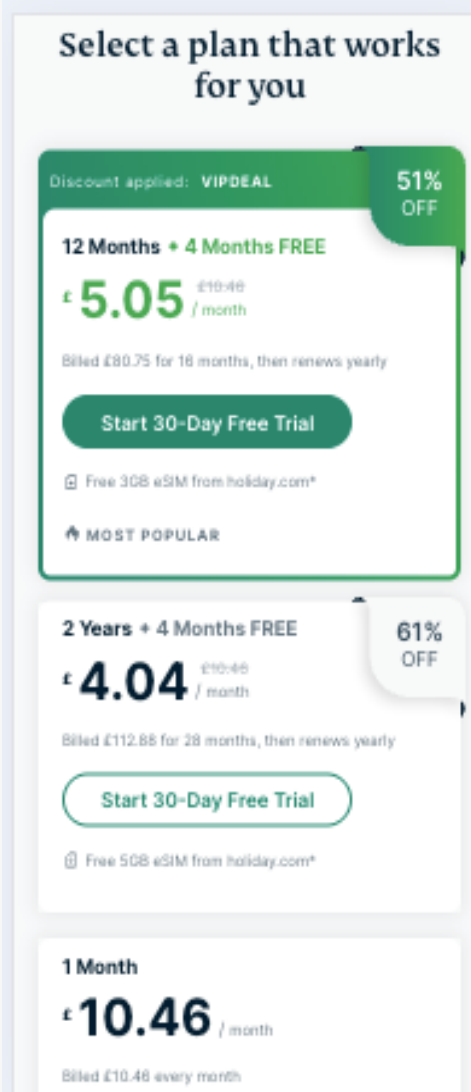 Select a plan that works
for you
Discount applied: VIPDEAL
51%
OFF
12 Months + 4 Months FREE
£ 5.05 £10.46
/ month
Billed £80.75 for 16 months, then renews yearly
Start 30-Day Free Trial
Free 3GB eSIM from holiday.com*
MOST POPULAR
2 Years + 4 Months FREE
61%
OFF
£ 4.04 £10.46
/ month
Billed £112.88 for 28 months, then renews yearly
Start 30-Day Free Trial
Free 5GB eSIM from holiday.com*
1 Month
£ 10.46 / month
Billed £10.46 every month